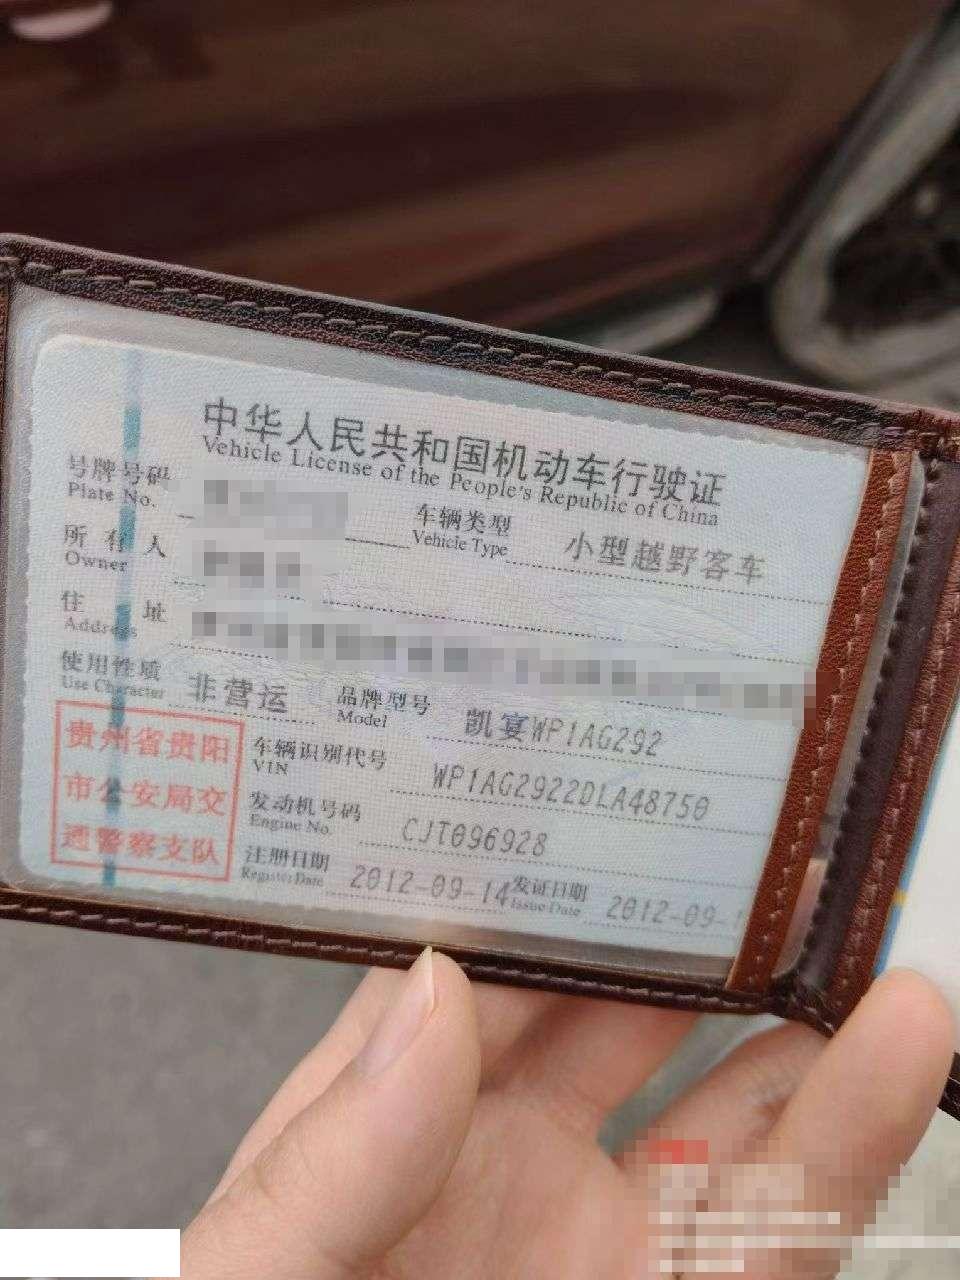 中华人民共和国机动车行驶证
Vehicle License of the People's Republic of China
号牌号码
Plate No.
车辆类型
Vehicle Type
小型越野客车
所有人
Owner
住址
Address
使用性质
Use Character
非营运
品牌型号
Model
凯宴WP1AG292
贵州省贵阳
市公安局交
通警察支队
车辆识别代号
VIN
WP1AG2922DLA48750
发动机号码
Engine No.
CJT096928
注册日期
Register Date
2012-09-14
发证日期
Issue Date
2012-09-